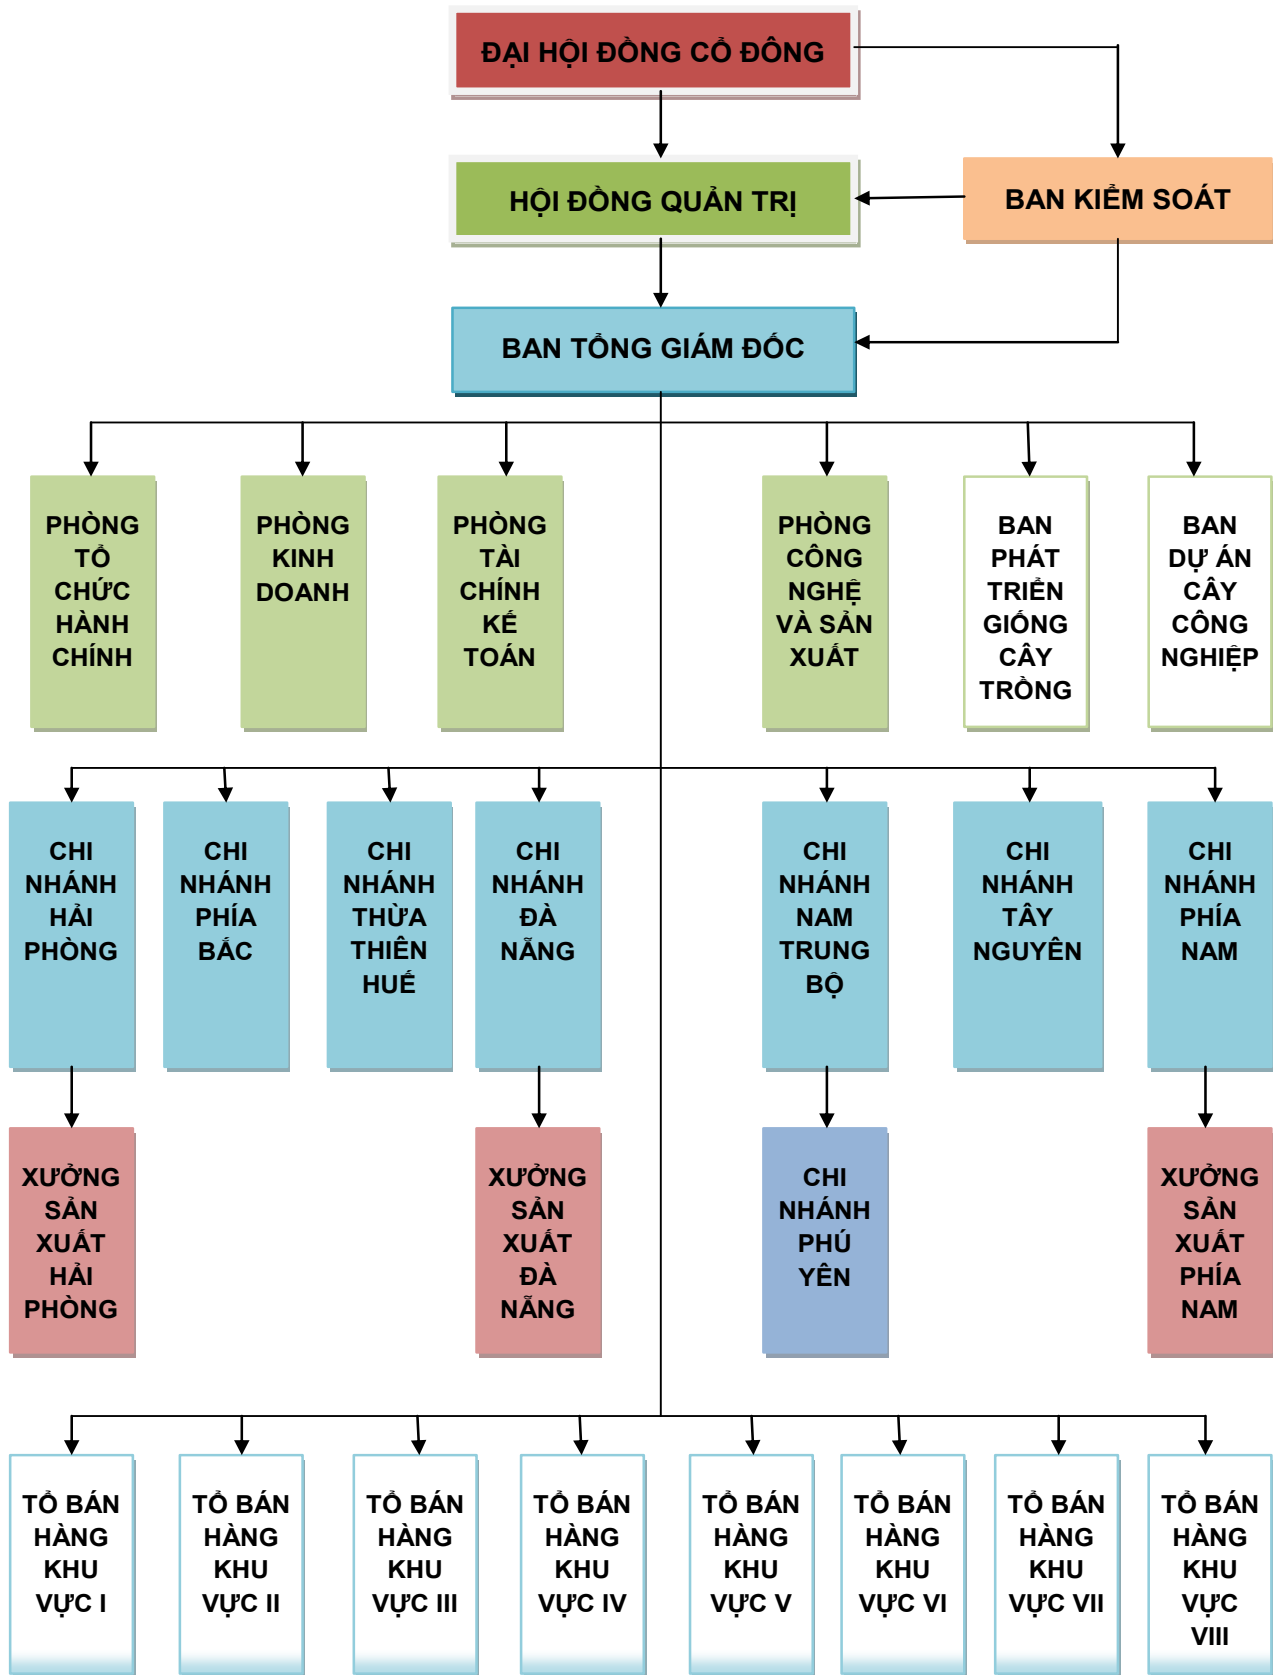 ĐẠI HỘI ĐỒNG CỔ ĐÔNG
HỘI ĐỒNG QUẢN TRỊ
BAN KIỂM SOÁT
BAN TỔNG GIÁM ĐỐC
PHÒNG
TỔ
CHỨC
HÀNH
CHÍNH
PHÒNG
KINH
DOANH
PHÒNG
TÀI
CHÍNH
KẾ
TOÁN
PHÒNG
CÔNG
NGHỆ
VÀ SẢN
XUẤT
BAN
PHÁT
TRIỂN
GIỐNG
CÂY
TRỒNG
BAN
DỰ ÁN
CÂY
CÔNG
NGHIỆP
CHI
NHÁNH
HẢI
PHÒNG
CHI
NHÁNH
PHÍA
BẮC
CHI
NHÁNH
THỪA
THIÊN
HUẾ
CHI
NHÁNH
ĐÀ
NẴNG
CHI
NHÁNH
NAM
TRUNG
BỘ
CHI
NHÁNH
TÂY
NGUYÊN
CHI
NHÁNH
PHÍA
NAM
XƯỞNG
SẢN
XUẤT
HẢI
PHÒNG
XƯỞNG
SẢN
XUẤT
ĐÀ
NẴNG
CHI
NHÁNH
PHÚ
YÊN
XƯỞNG
SẢN
XUẤT
PHÍA
NAM
TỔ BÁN
HÀNG
KHU
VỰC I
TỔ BÁN
HÀNG
KHU
VỰC II
TỔ BÁN
HÀNG
KHU
VỰC III
TỔ BÁN
HÀNG
KHU
VỰC IV
TỔ BÁN
HÀNG
KHU
VỰC V
TỔ BÁN
HÀNG
KHU
VỰC VI
TỔ BÁN
HÀNG
KHU
VỰC VII
TỔ BÁN
HÀNG
KHU
VỰC
VIII